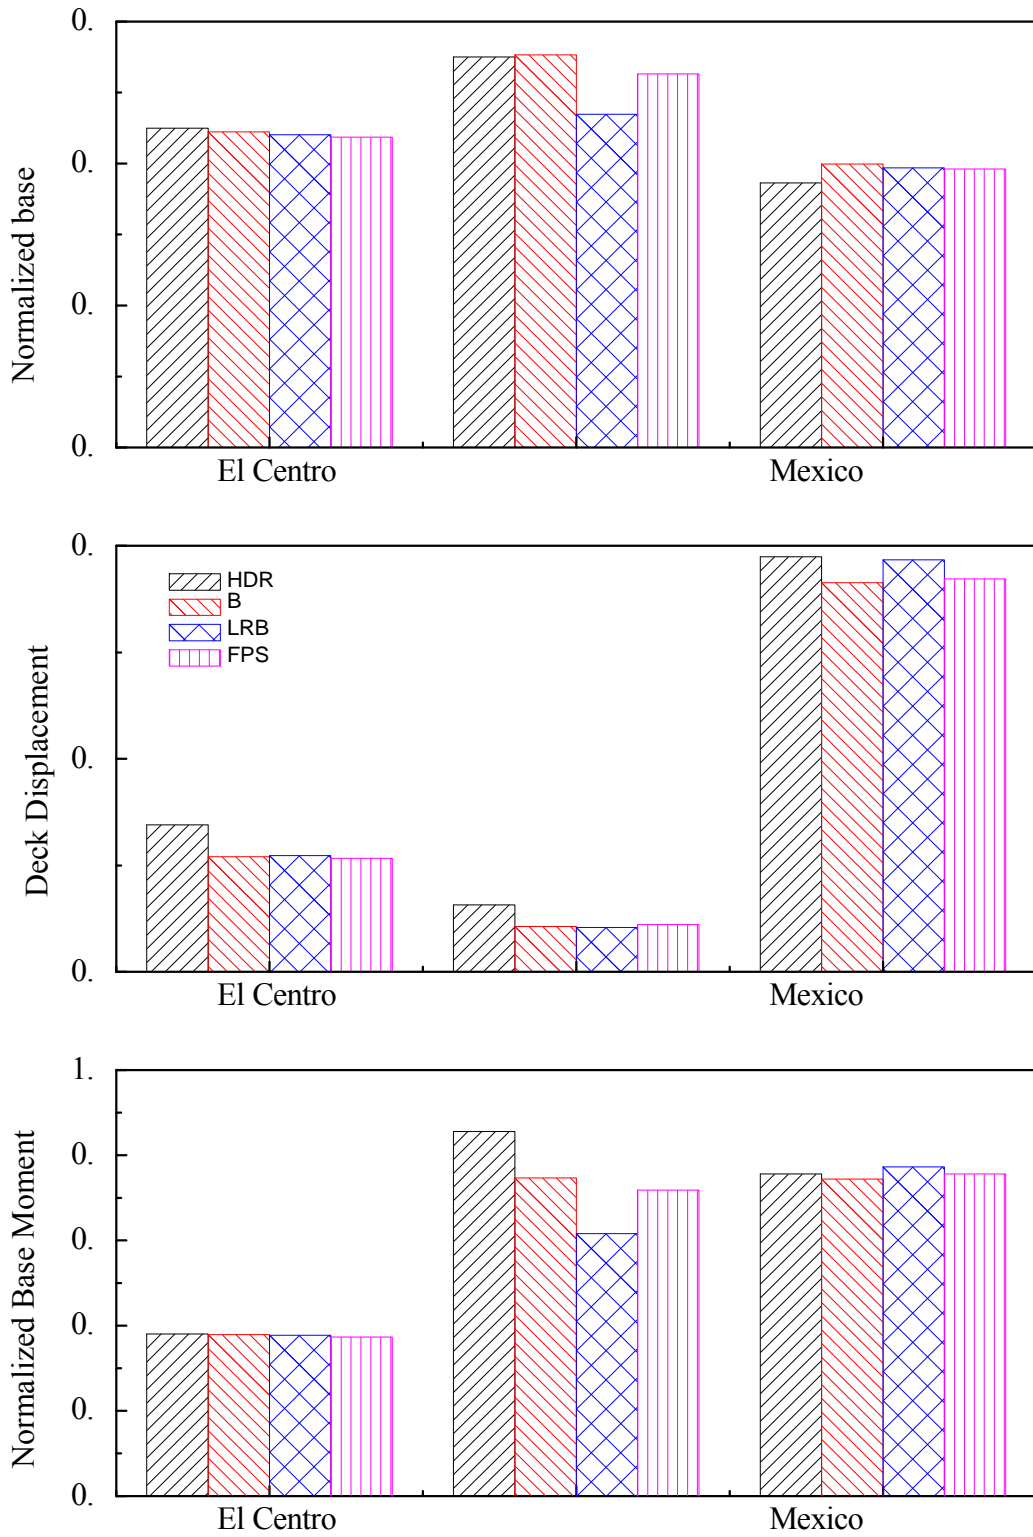 Normalized base
0.
0.
0.
0.
El Centro Mexico
Deck Displacement
0.
0.
0.
HDR
B
LRB
FPS
El Centro Mexico
Normalized Base Moment
1.
0.
0.
0.
0.
0.
El Centro Mexico